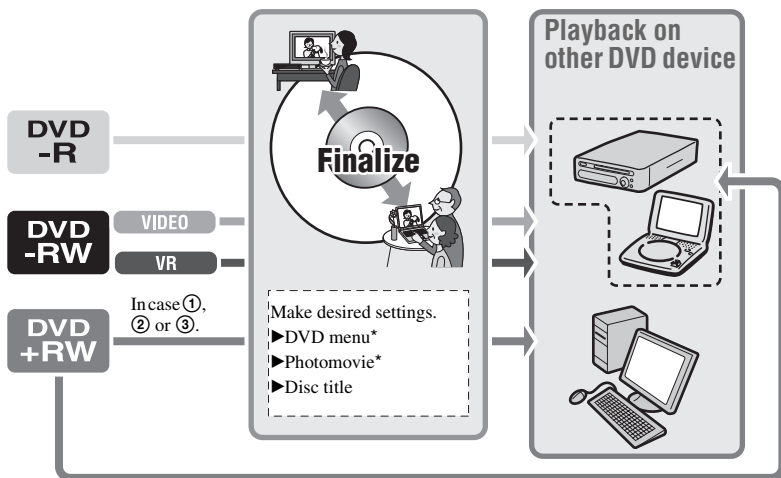 Playback on
other DVD device
DVD
-R
Finalize
DVD
-RW
VIDEO
VR
DVD
+RW
In case ①,
② or ③.
Make desired settings.
►DVD menu*
►Photomovie*
►Disc title